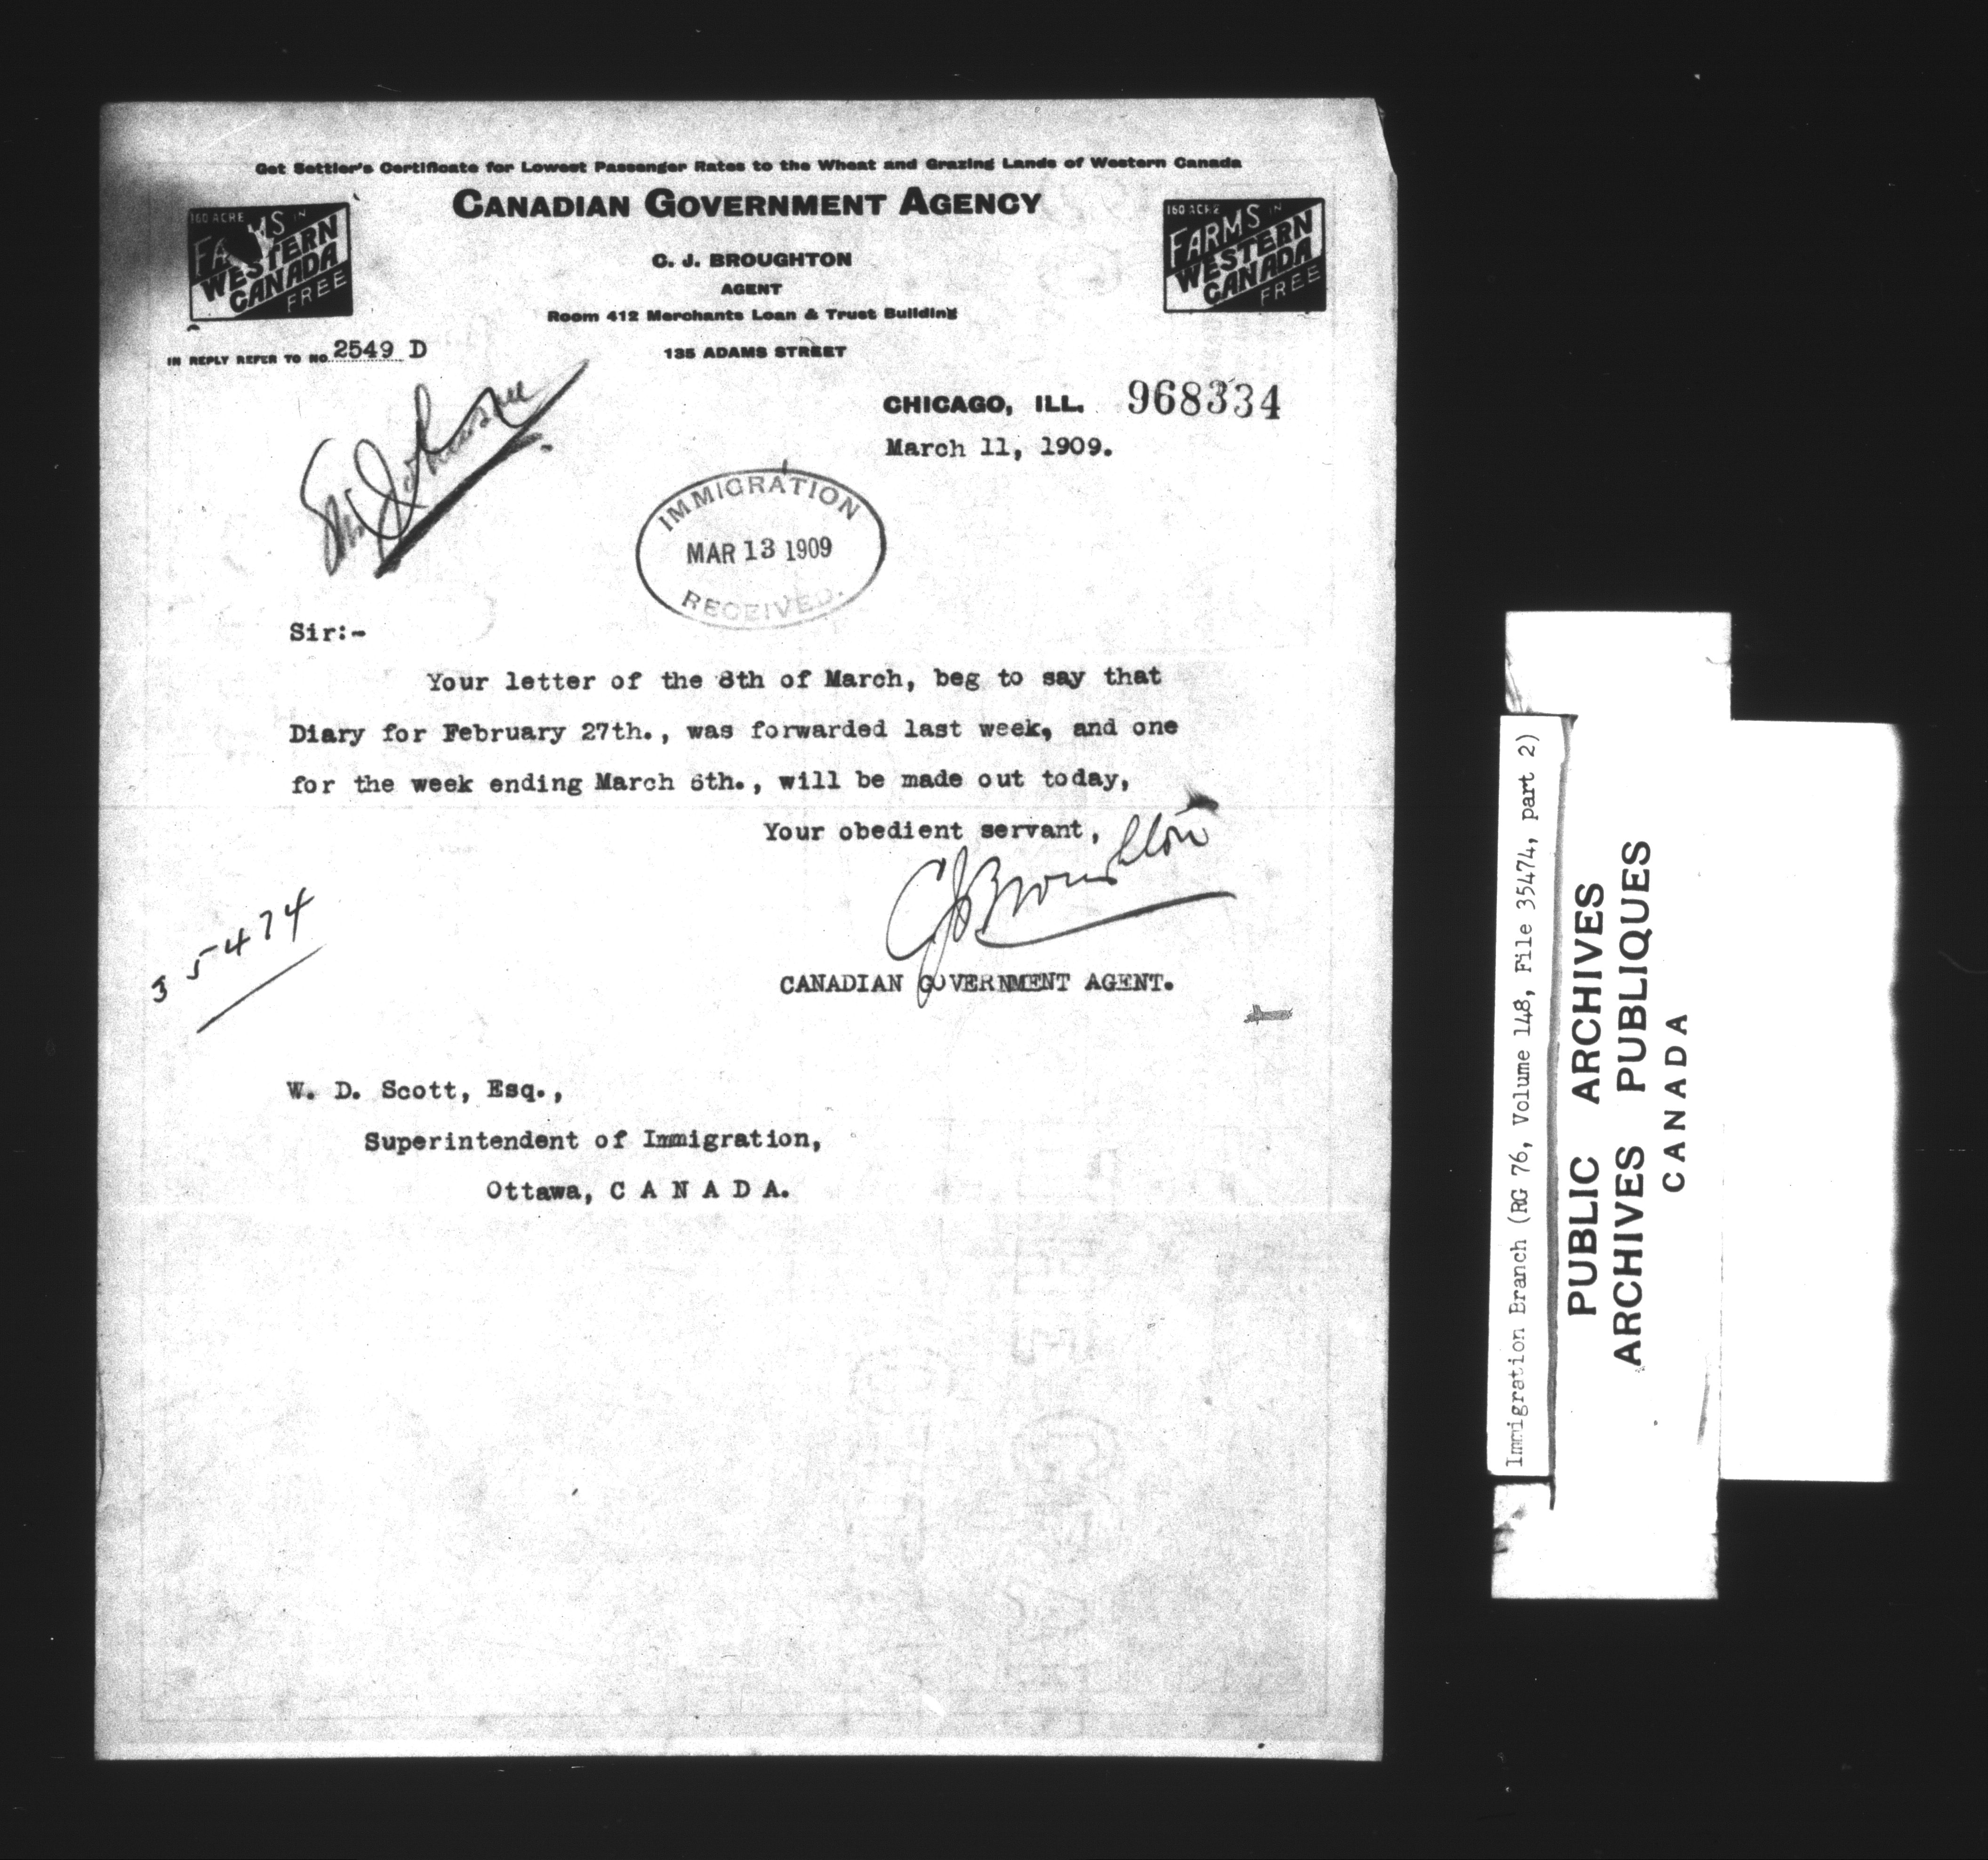 Get Settler's Certificate for Lowest Passenger Rates to the Wheat and Grazing Lands of Western Canada
CANADIAN GOVERNMENT AGENCY
160 ACRE FARMS IN WESTERN CANADA FREE
160 ACRE FARMS IN WESTERN CANADA FREE
C. J. BROUGHTON
AGENT
Room 412 Merchants Loan & Trust Building
IN REPLY REFER TO NO. 2549 D
135 ADAMS STREET
CHICAGO, ILL. 968334
March 11, 1909.
IMMIGRATION
MAR 13 1909
RECEIVED.
Sir:-
Your letter of the 8th of March, beg to say that
Diary for February 27th., was forwarded last week, and one
for the week ending March 6th., will be made out today,
Your obedient servant,
CJBroughton
35474
CANADIAN GOVERNMENT AGENT.
W. D. Scott, Esq.,
Superintendent of Immigration,
Ottawa, C A N A D A.
Immigration Branch (RG 76, Volume 148, File 35474, part 2)
PUBLIC ARCHIVES
ARCHIVES PUBLIQUES
CANADA